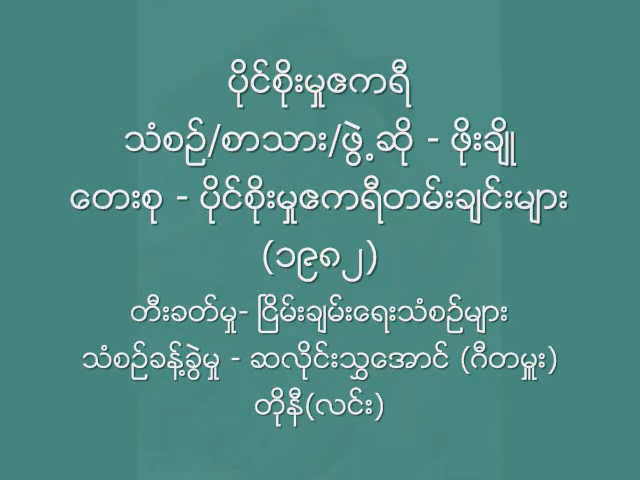 ပိုင်စိုးမှုဧကရီ
သံစဉ်/စာသား/ဖွဲ့ဆို - ဖိုးချို
တေးစု - ပိုင်စိုးမှုဧကရီတမ်းချင်းများ
(၁၉၈၂)
တီးခတ်မှု- ငြိမ်းချမ်းရေးသံစဉ်များ
သံစဉ်ခန့်ခွဲမှု - ဆလိုင်းသွှအောင် (ဂီတမှူး)
တိုနီ(လင်း)